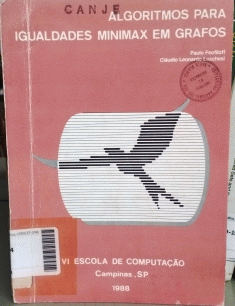 CANJE
ALGORITMOS PARA
IGUALDADES MINIMAX EM GRAFOS
Paulo Feofiloff
Cláudio Leonardo Lucchesi
VI ESCOLA DE COMPUTAÇÃO
Campinas, SP
1988